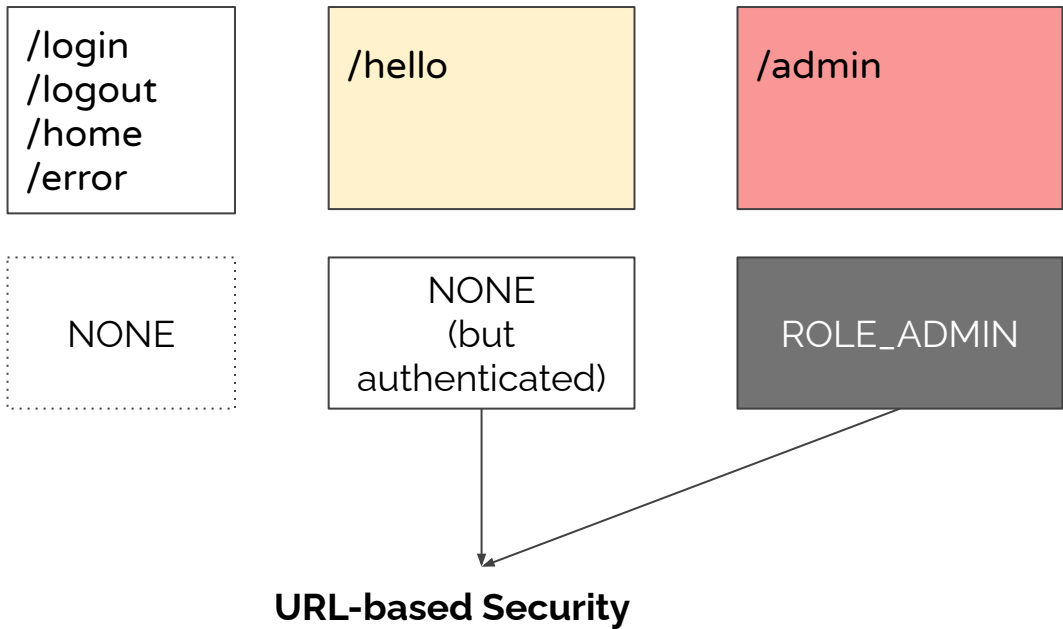 /login
/logout
/home
/error
/hello
/admin
NONE
NONE
(but
authenticated)
ROLE_ADMIN
URL-based Security